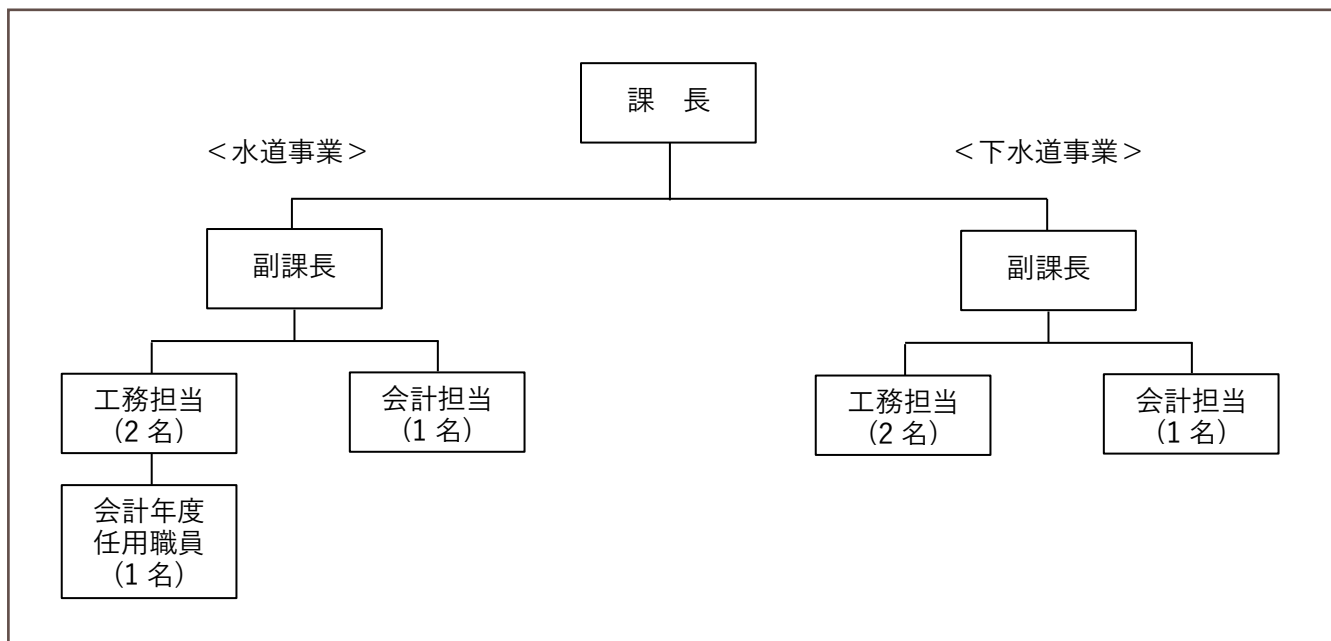 課　長
＜水道事業＞
＜下水道事業＞
副課長
副課長
工務担当
(2 名)
会計担当
(1 名)
工務担当
(2 名)
会計担当
(1 名)
会計年度
任用職員
(1 名)